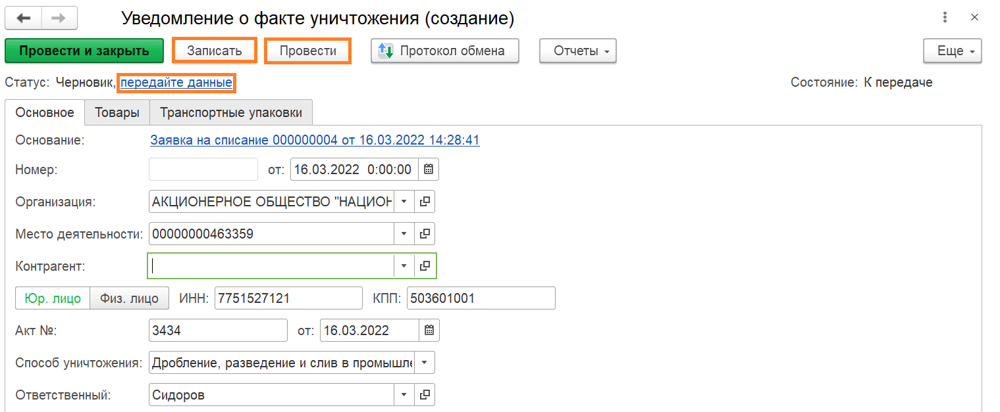 Уведомление о факте уничтожения (создание)
Провести и закрыть Записать Провести Протокол обмена Отчеты Еще
Статус: Черновик, передайте данные Состояние: К передаче
Основное Товары Транспортные упаковки
Основание: Заявка на списание 000000004 от 16.03.2022 14:28:41
Номер: от: 16.03.2022 0:00:00
Организация: АКЦИОНЕРНОЕ ОБЩЕСТВО "НАЦИОН
Место деятельности: 00000000463359
Контрагент:
Юр. лицо Физ. лицо ИНН: 7751527121 КПП: 503601001
Акт №: 3434 от: 16.03.2022
Способ уничтожения: Дробление, разведение и слив в промышле
Ответственный: Сидоров